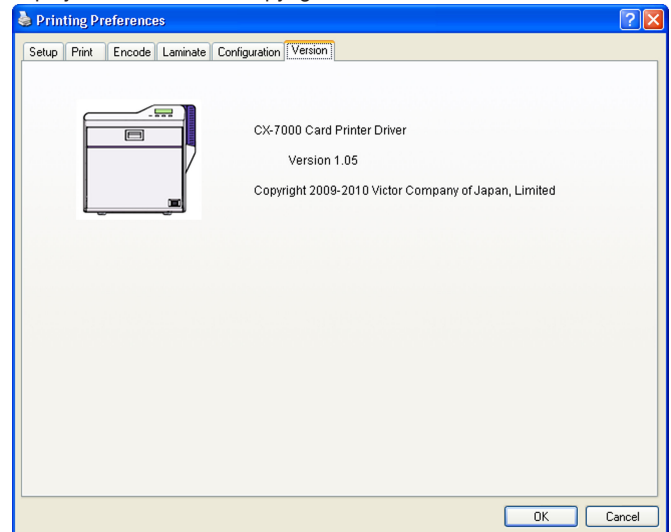 Printing Preferences
Setup Print Encode Laminate Configuration Version
CX-7000 Card Printer Driver
Version 1.05
Copyright 2009-2010 Victor Company of Japan, Limited
OK Cancel